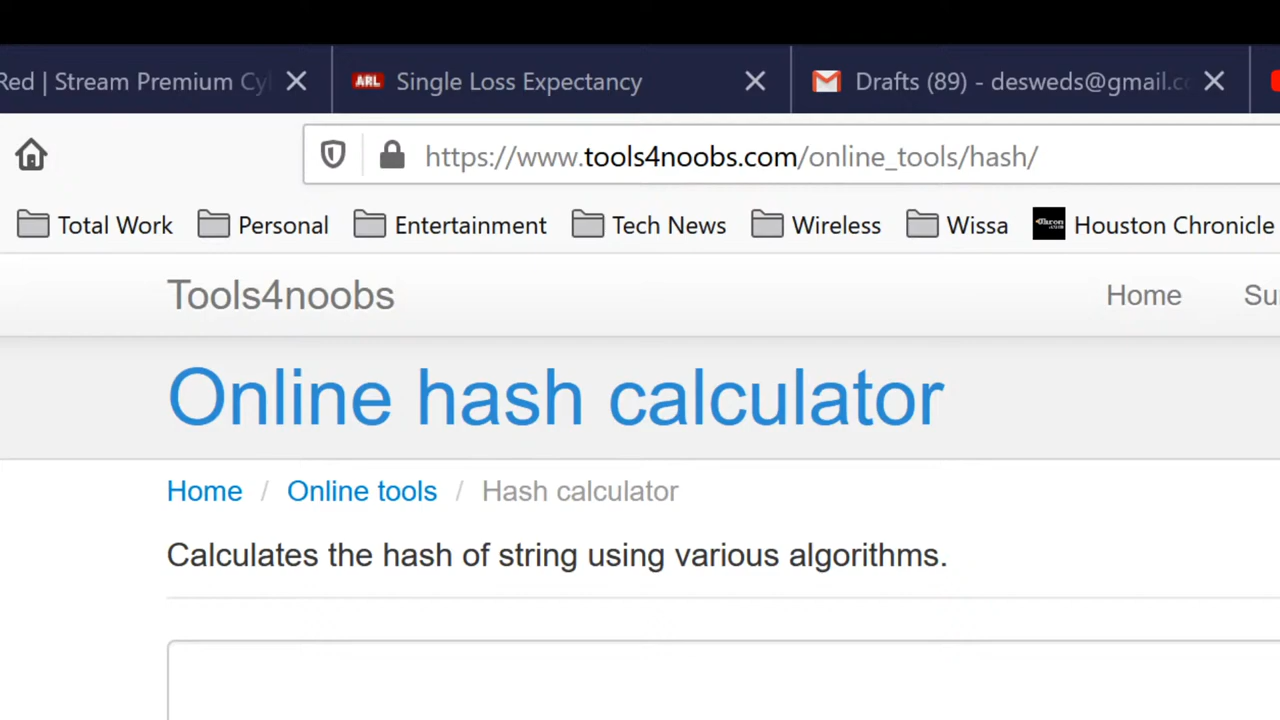 Red | Stream Premium Cy
ARL Single Loss Expectancy
Drafts (89) - desweds@gmail.c
https://www.tools4noobs.com/online_tools/hash/
Total Work Personal Entertainment Tech News Wireless Wissa Houston Chronicle
Tools4noobs Home Su
Online hash calculator
Home / Online tools / Hash calculator
Calculates the hash of string using various algorithms.